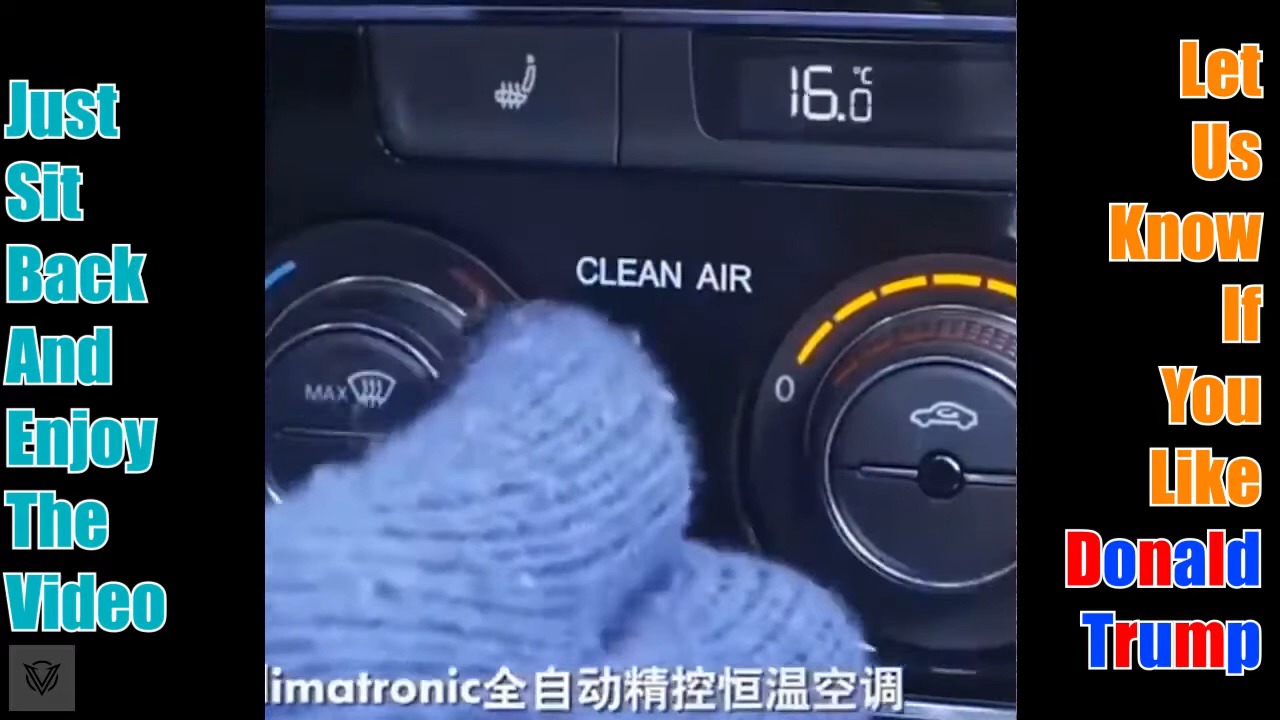 Just
Sit
Back
And
Enjoy
The
Video
16.0 °C
CLEAN AIR
MAX
0
limatronic全自动精控恒温空调
Let
Us
Know
If
You
Like
Donald
Trump